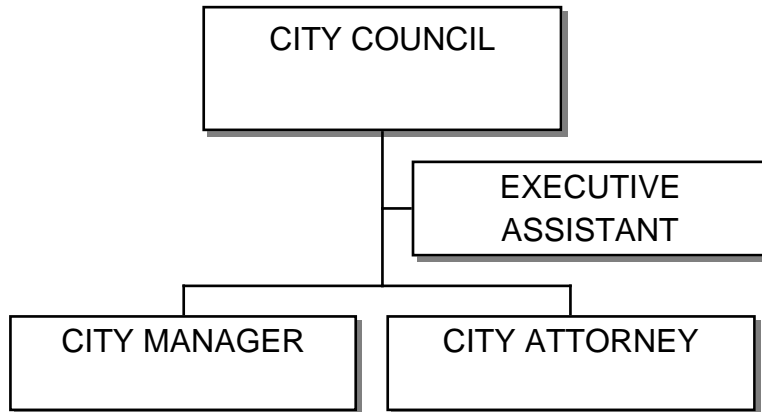 CITY COUNCIL
EXECUTIVE
ASSISTANT
CITY MANAGER
CITY ATTORNEY